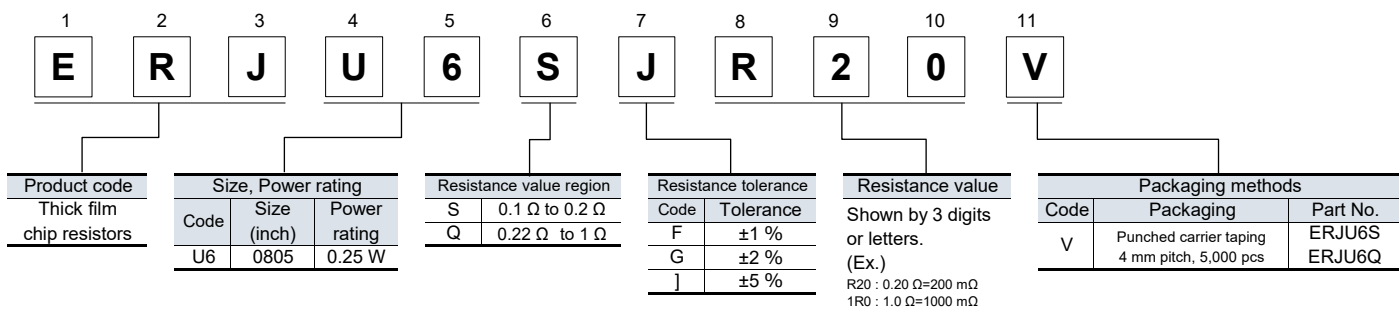 1 2 3 4 5 6 7 8 9 10 11
E R J U 6 S J R 2 0 V
Product code
Thick film
chip resistors
Size, Power rating
Code Size (inch) Power rating
U6 0805 0.25 W
Resistance value region
S 0.1 Ω to 0.2 Ω
Q 0.22 Ω to 1 Ω
Resistance tolerance
Code Tolerance
F ±1 %
G ±2 %
] ±5 %
Resistance value
Shown by 3 digits
or letters.
(Ex.)
R20 : 0.20 Ω=200 mΩ
1R0 : 1.0 Ω=1000 mΩ
Packaging methods
Code Packaging Part No.
V Punched carrier taping ERJU6S
4 mm pitch, 5,000 pcs ERJU6Q